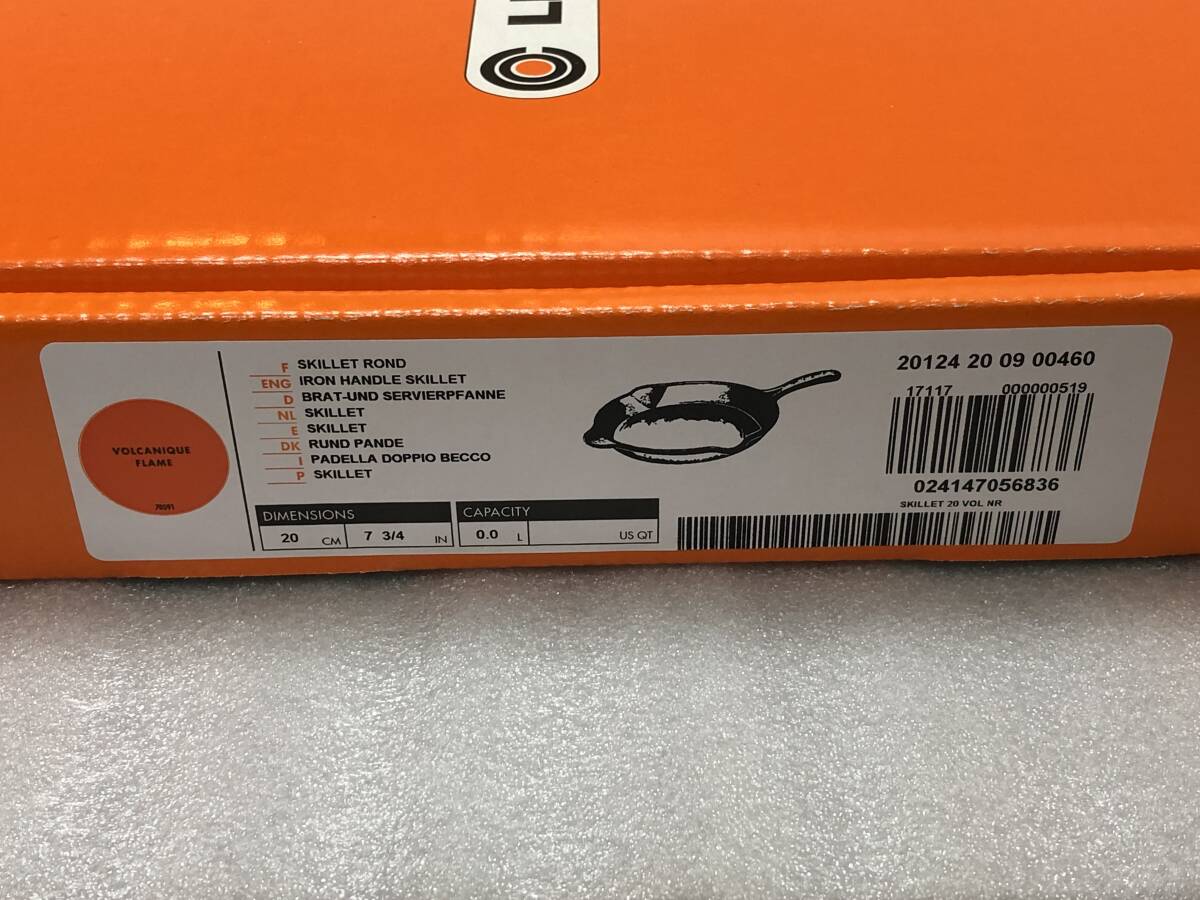 F SKILLET ROND
ENG IRON HANDLE SKILLET
D BRAT-UND SERVIERPFANNE
NL SKILLET
E SKILLET
DK RUND PANDE
I PADELLA DOPPIO BECCO
P SKILLET
VOLCANIQUE
FLAME
70591
DIMENSIONS
20 CM 7 3/4 IN
CAPACITY
0.0 L US QT
20124 20 09 00460
17117 000000519
024147056836
SKILLET 20 VOL NR